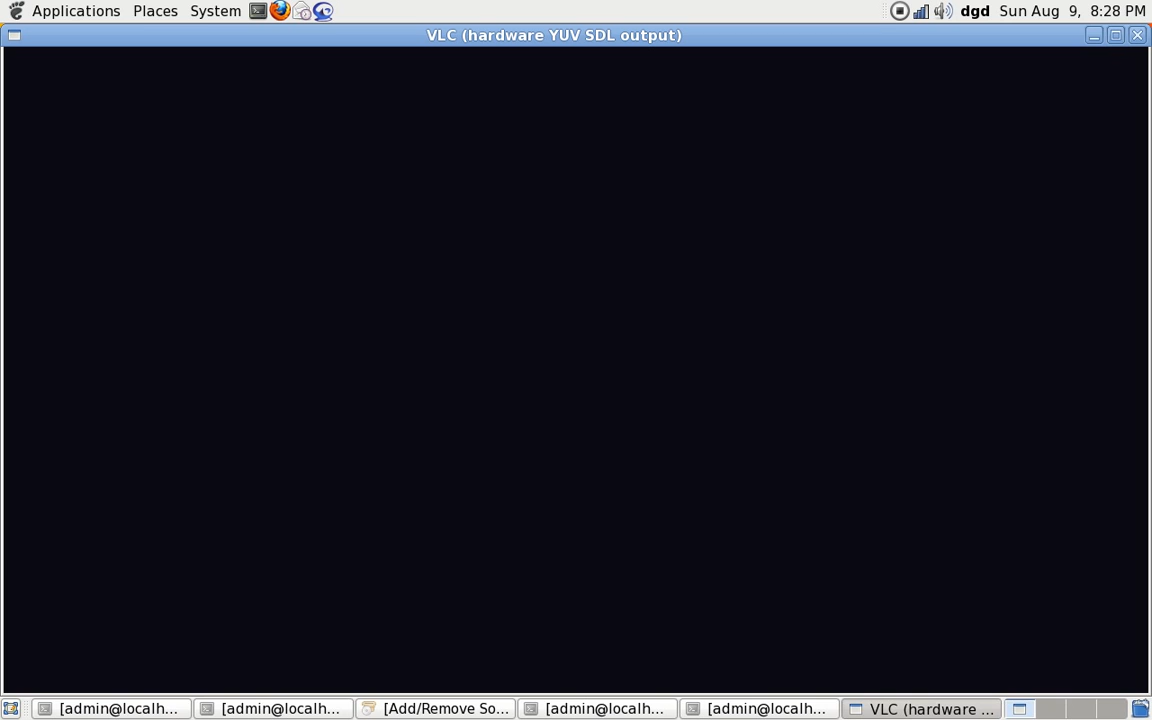 Applications Places System dgd Sun Aug 9, 8:28 PM
VLC (hardware YUV SDL output)
[admin@localh... [admin@localh... [Add/Remove So... [admin@localh... [admin@localh... VLC (hardware ...